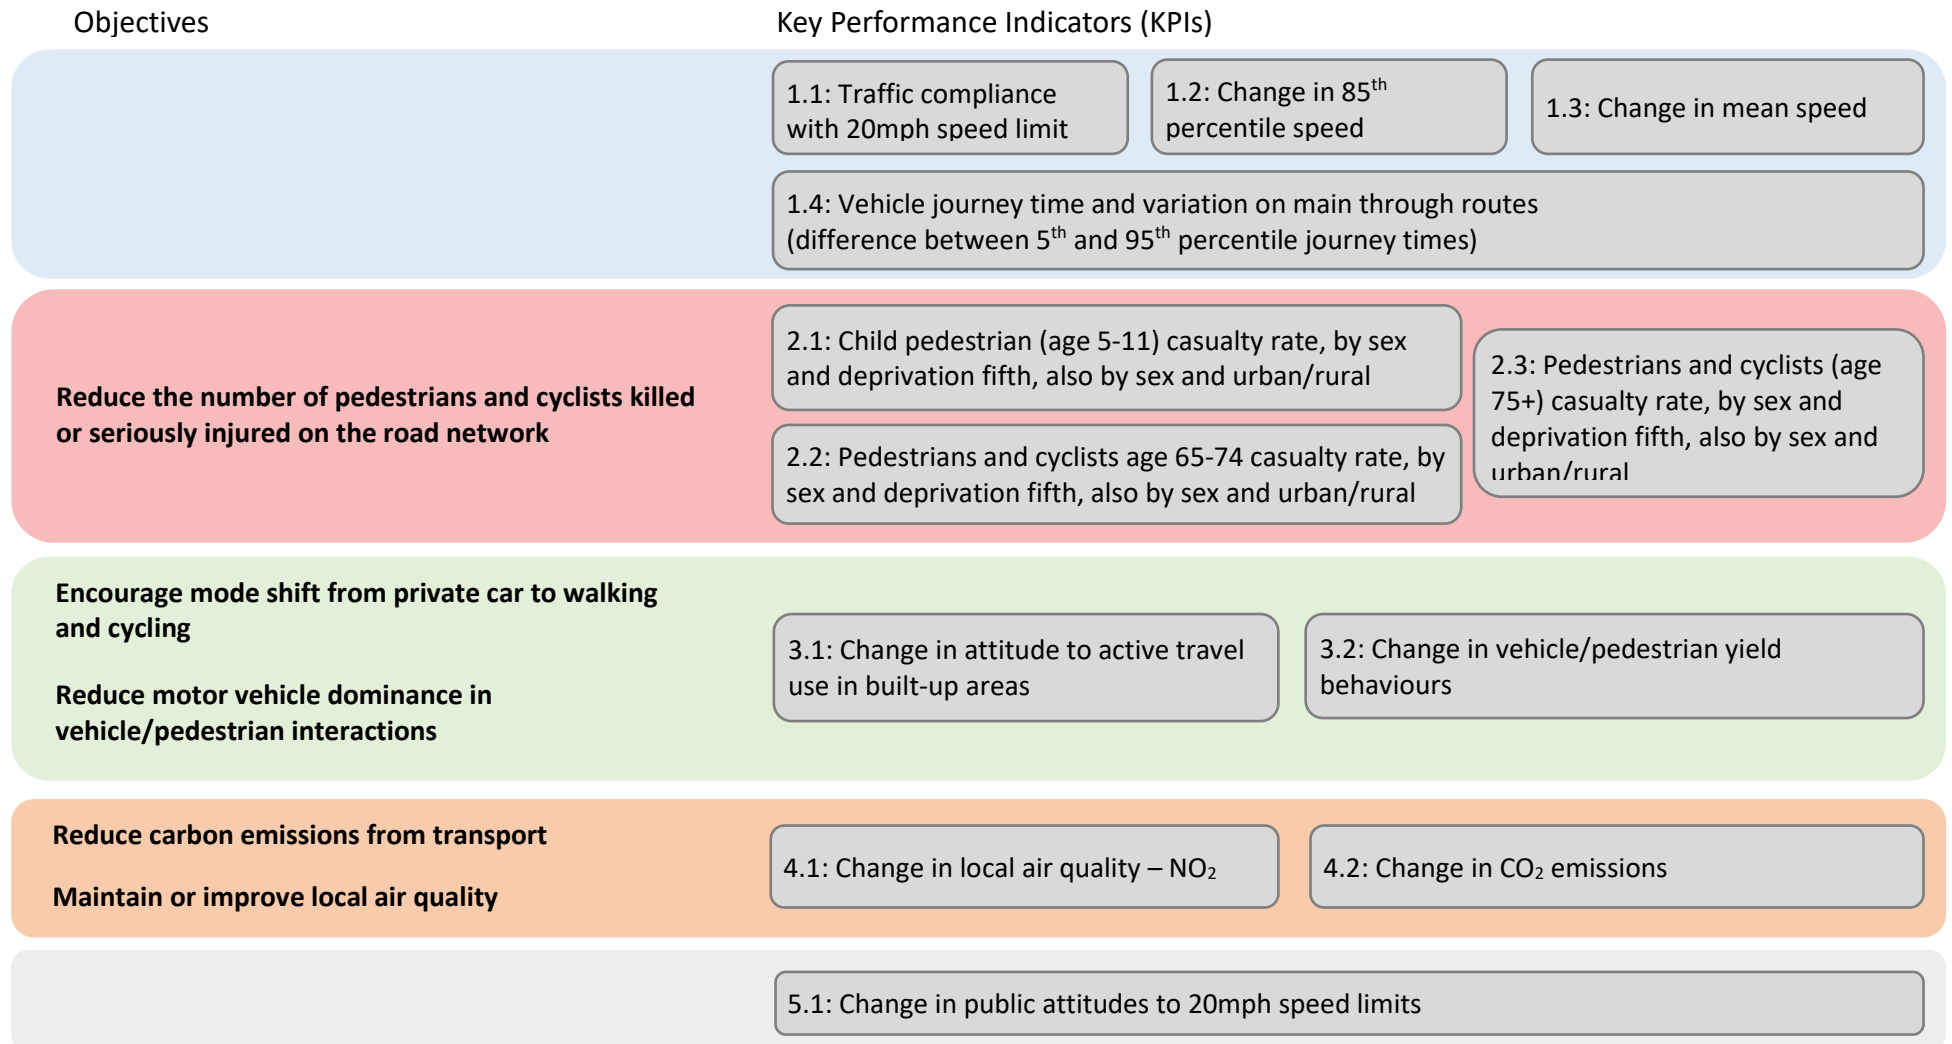 Objectives
Key Performance Indicators (KPIs)
1.1: Traffic compliance
with 20mph speed limit
1.2: Change in 85th
percentile speed
1.3: Change in mean speed
1.4: Vehicle journey time and variation on main through routes
(difference between 5th and 95th percentile journey times)
Reduce the number of pedestrians and cyclists killed
or seriously injured on the road network
2.1: Child pedestrian (age 5-11) casualty rate, by sex
and deprivation fifth, also by sex and urban/rural
2.2: Pedestrians and cyclists age 65-74 casualty rate, by
sex and deprivation fifth, also by sex and urban/rural
2.3: Pedestrians and cyclists (age
75+) casualty rate, by sex and
deprivation fifth, also by sex and
urban/rural
Encourage mode shift from private car to walking
and cycling
Reduce motor vehicle dominance in
vehicle/pedestrian interactions
3.1: Change in attitude to active travel
use in built-up areas
3.2: Change in vehicle/pedestrian yield
behaviours
Reduce carbon emissions from transport
Maintain or improve local air quality
4.1: Change in local air quality – NO₂
4.2: Change in CO₂ emissions
5.1: Change in public attitudes to 20mph speed limits